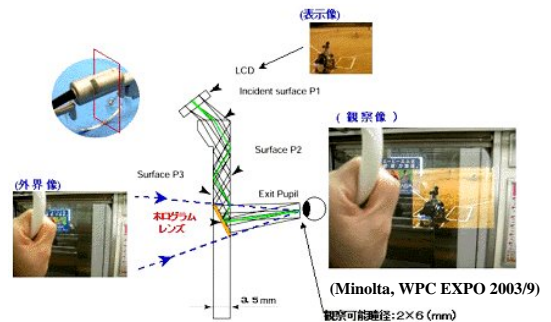 (表示像)
LCD
Incident surface P1
(観察像)
Surface P2
(外界像)
Surface P3
Exit Pupil
ホログラム
レンズ
3.5mm
(Minolta, WPC EXPO 2003/9)
観察可能瞳径:2×6(mm)